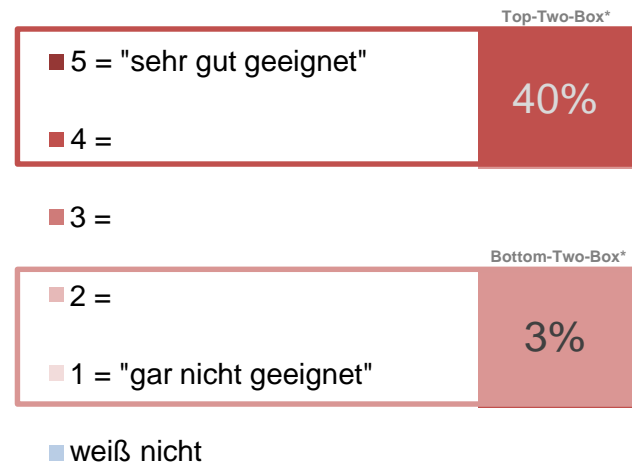 Top-Two-Box*
5 = "sehr gut geeignet"
40%
4 =
3 =
Bottom-Two-Box*
2 =
3%
1 = "gar nicht geeignet"
weiß nicht